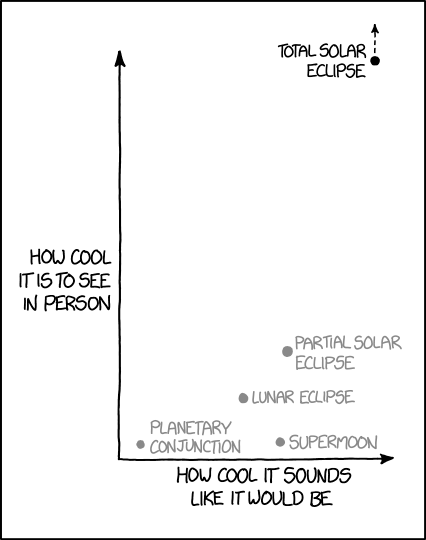 TOTAL SOLAR
ECLIPSE
HOW COOL
IT IS TO SEE
IN PERSON
PARTIAL SOLAR
ECLIPSE
LUNAR ECLIPSE
PLANETARY
CONJUNCTION
SUPERMOON
HOW COOL IT SOUNDS
LIKE IT WOULD BE